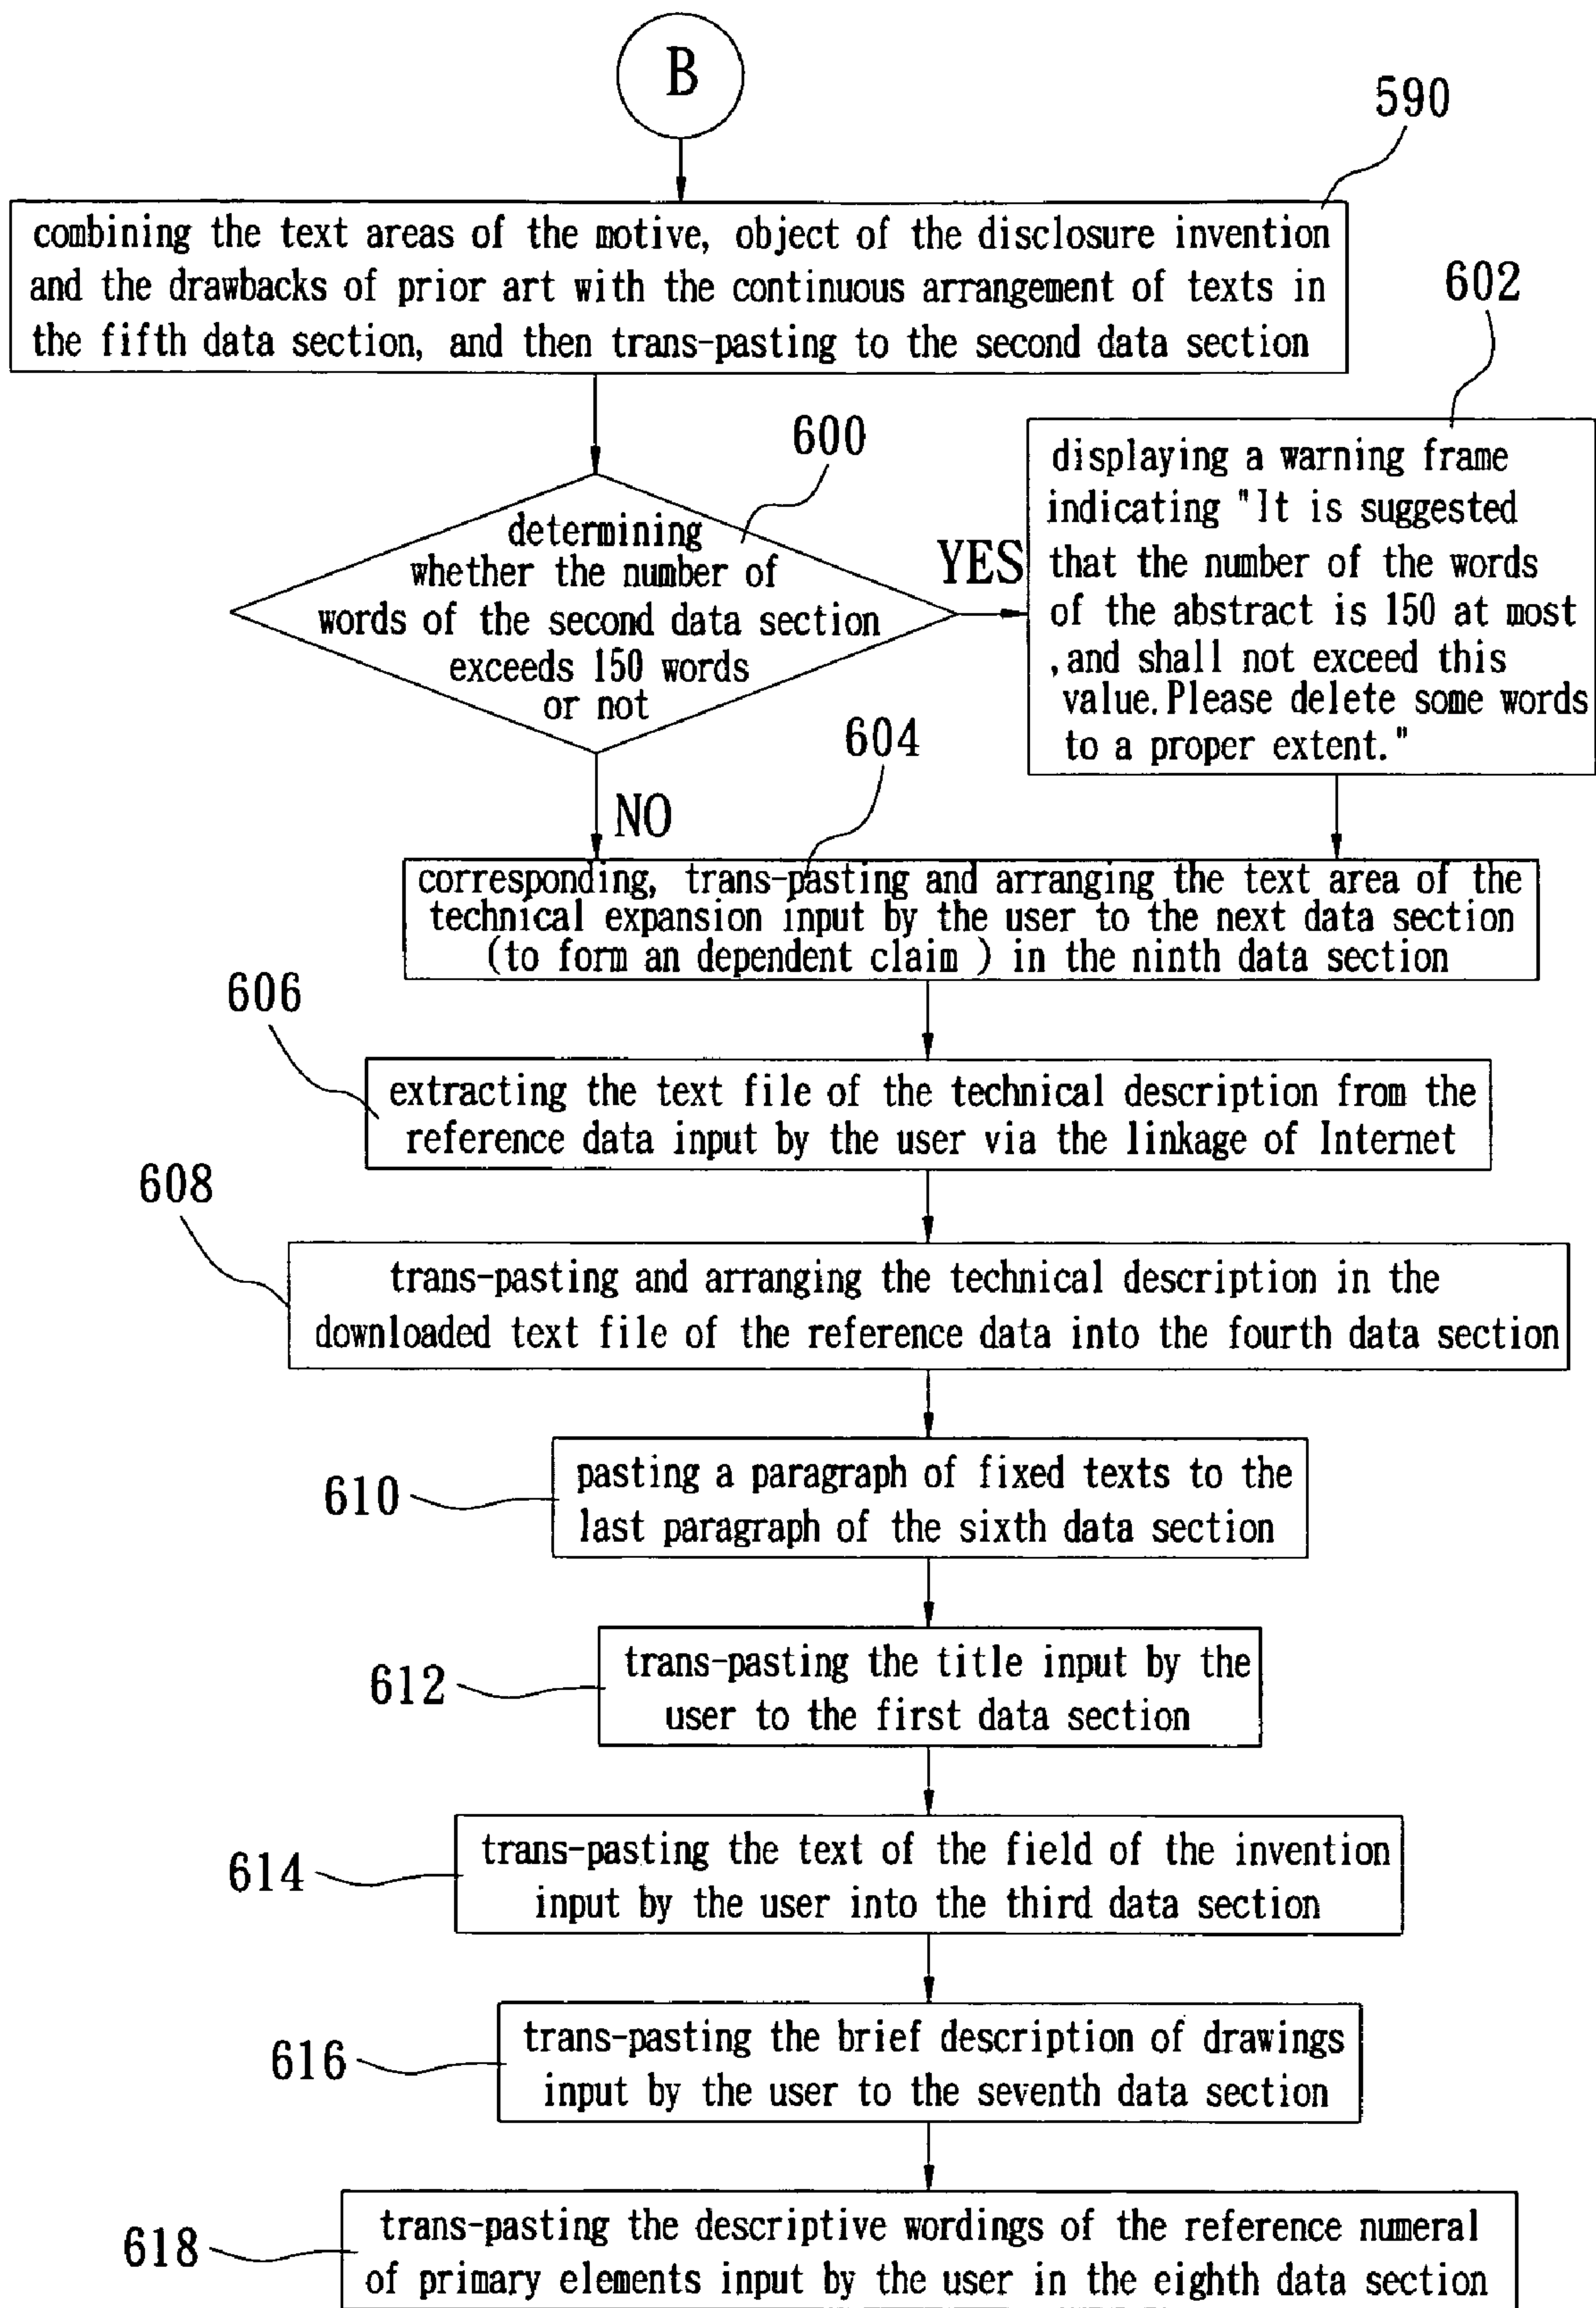 B
590
combining the text areas of the motive, object of the disclosure invention
and the drawbacks of prior art with the continuous arrangement of texts in
the fifth data section, and then trans-pasting to the second data section
602
600
determining
whether the number of
words of the second data section
exceeds 150 words
or not
YES
displaying a warning frame
indicating "It is suggested
that the number of the words
of the abstract is 150 at most
,and shall not exceed this
value.Please delete some words
to a proper extent."
NO
604
corresponding, trans-pasting and arranging the text area of the
technical expansion input by the user to the next data section
(to form an dependent claim ) in the ninth data section
606
extracting the text file of the technical description from the
reference data input by the user via the linkage of Internet
608
trans-pasting and arranging the technical description in the
downloaded text file of the reference data into the fourth data section
610
pasting a paragraph of fixed texts to the
last paragraph of the sixth data section
612
trans-pasting the title input by the
user to the first data section
614
trans-pasting the text of the field of the invention
input by the user into the third data section
616
trans-pasting the brief description of drawings
input by the user to the seventh data section
618
trans-pasting the descriptive wordings of the reference numeral
of primary elements input by the user in the eighth data section